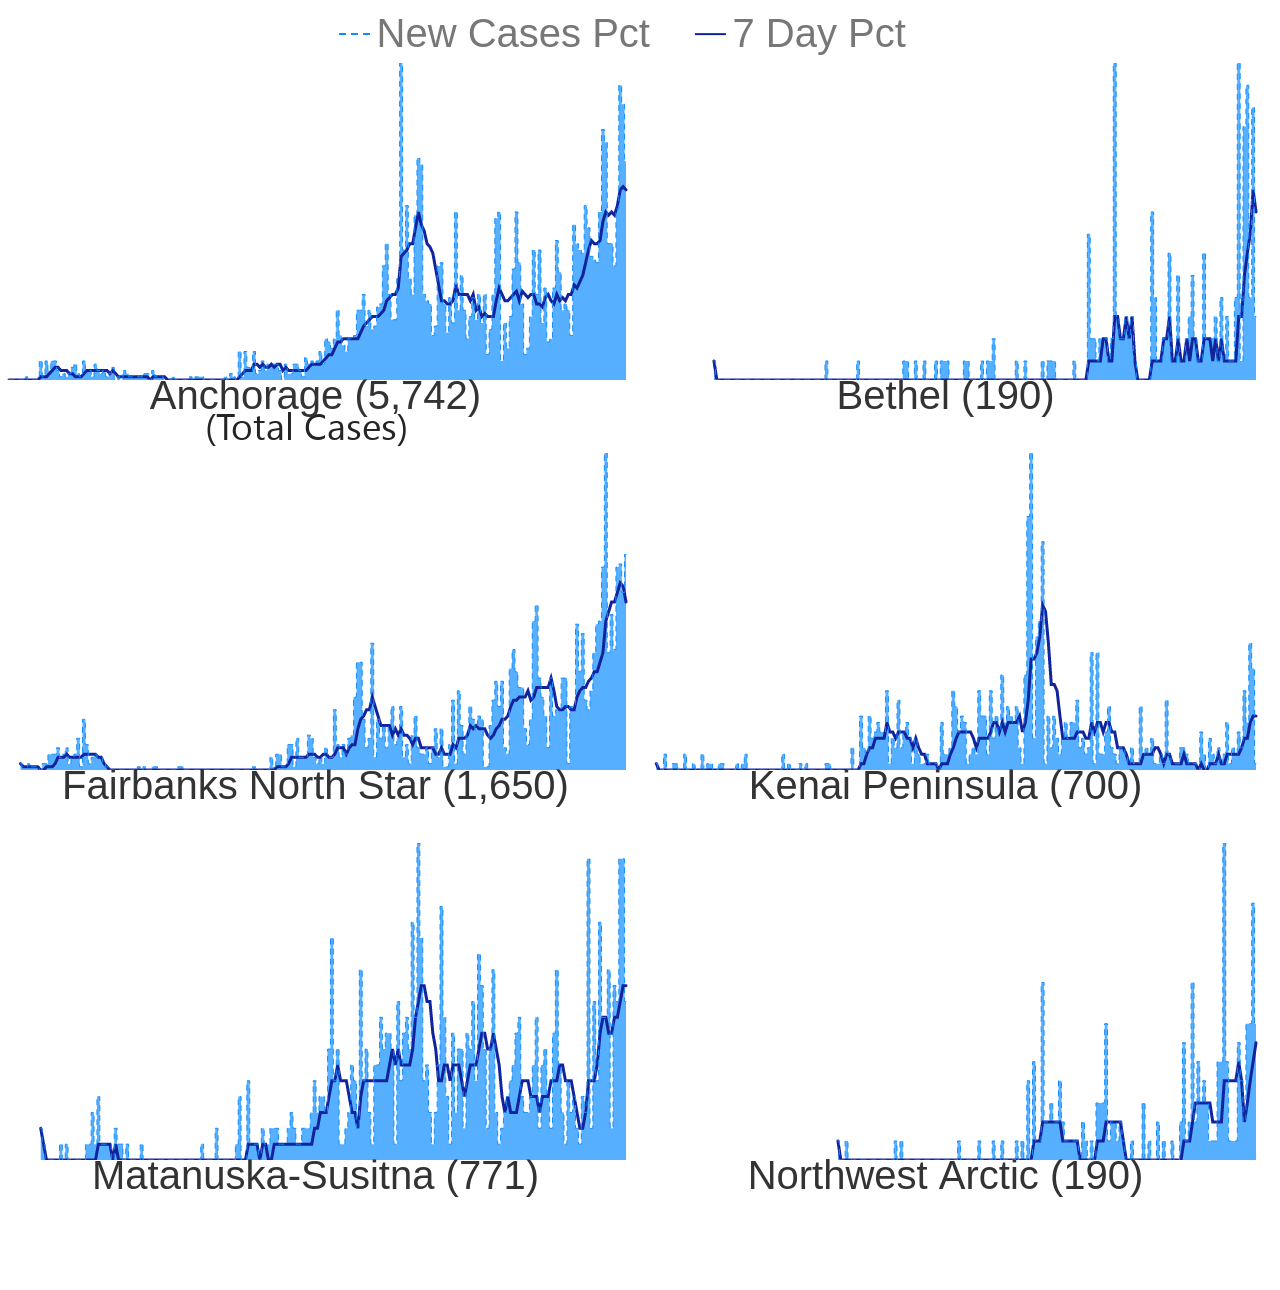 New Cases Pct 7 Day Pct
Anchorage (5,742)
(Total Cases)
Bethel (190)
Fairbanks North Star (1,650)
Kenai Peninsula (700)
Matanuska-Susitna (771)
Northwest Arctic (190)